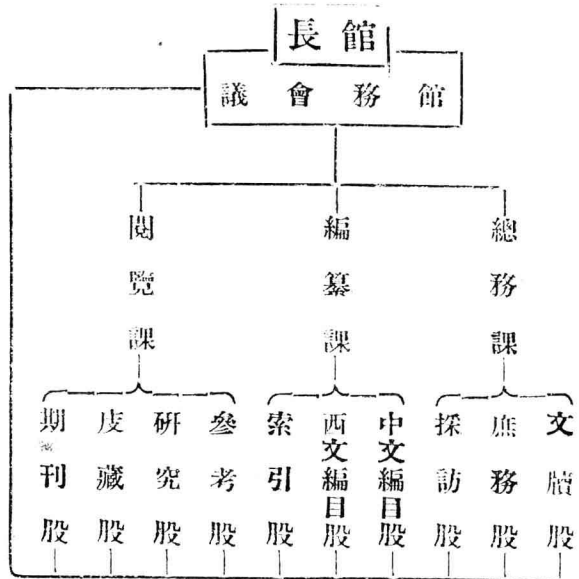 館長
館務會議
總務課
編纂課
閱覽課
文牘股
庶務股
採訪股
中文編目股
西文編目股
索引股
參考股
研究股
庋藏股
期刊股